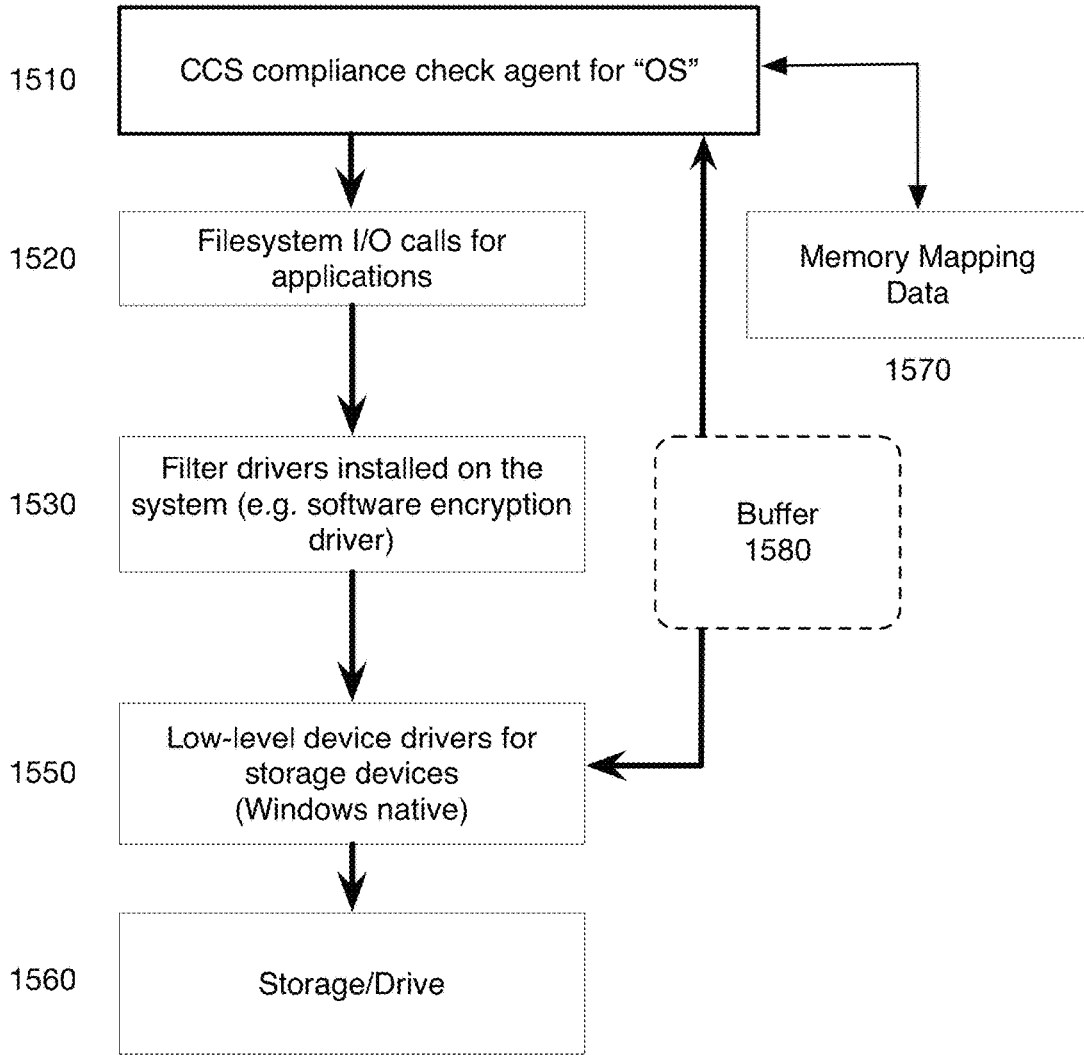 1510
CCS compliance check agent for “OS”
1520
Filesystem I/O calls for
applications
Memory Mapping
Data
1570
1530
Filter drivers installed on the
system (e.g. software encryption
driver)
Buffer
1580
1550
Low-level device drivers for
storage devices
(Windows native)
1560
Storage/Drive